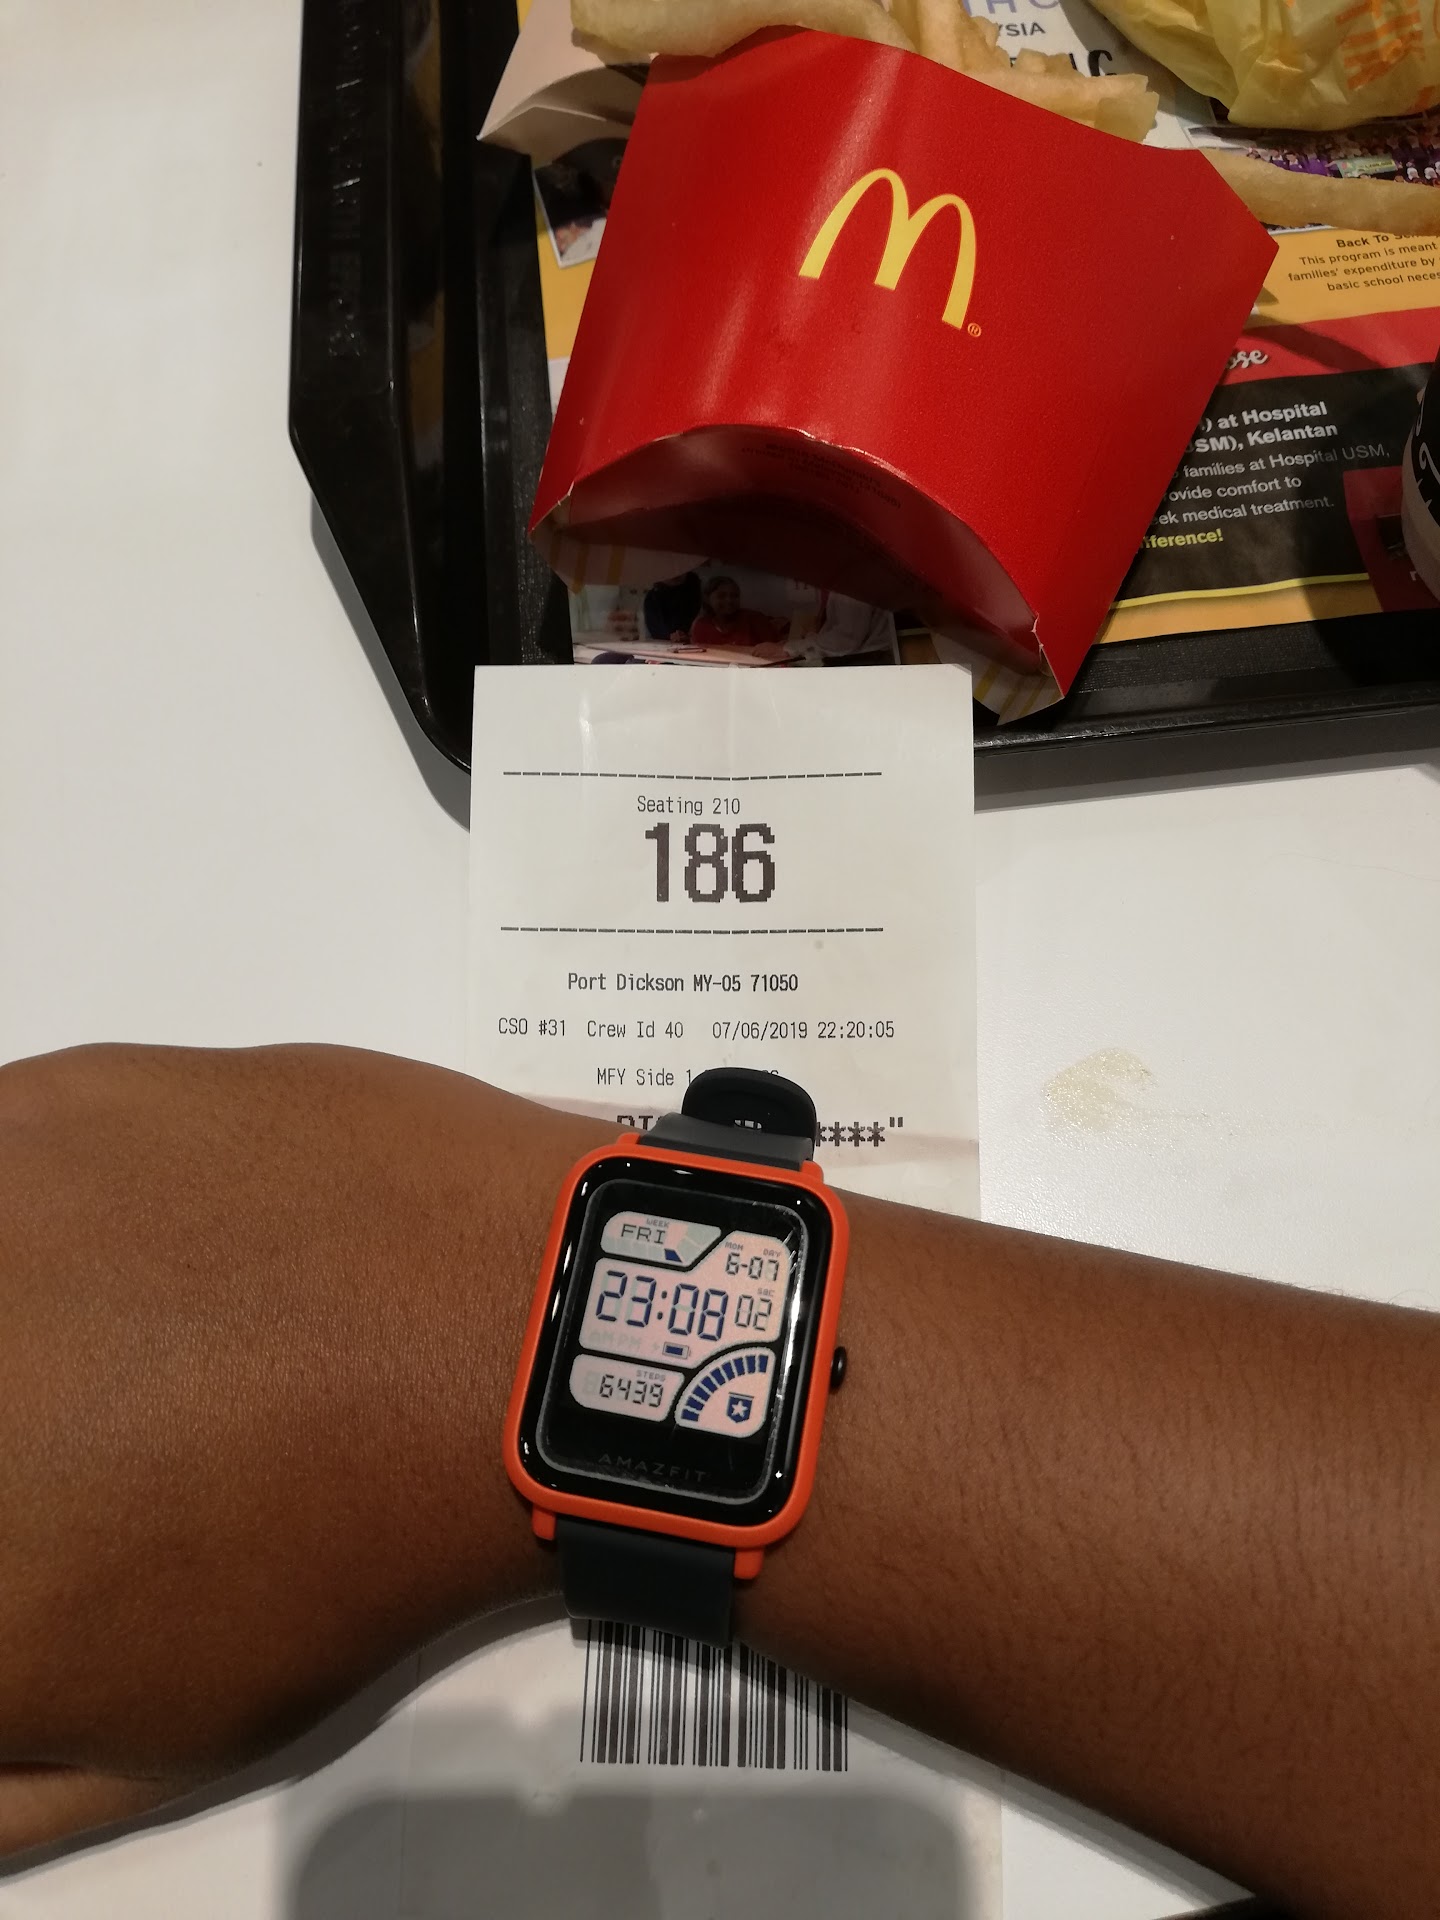 YSIA
Back To
This program is meant
families' expenditure by
basic school neces
ose
) at Hospital
SM), Kelantan
families at Hospital USM,
ovide comfort to
ek medical treatment.
fference!
Seating 210
186
Port Dickson MY-05 71050
CSO #31 Crew Id 40 07/06/2019 22:20:05
MFY Side 1
****"
WEEK
FRI
MON DAY
6-07
SEC
23:08 02
AM PM
STEPS
6439
AMAZFIT